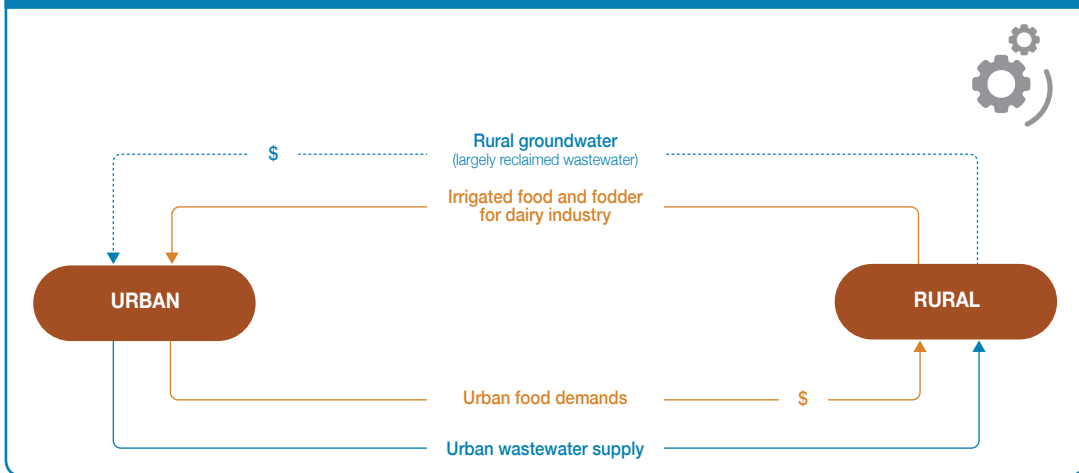 $
Rural groundwater
(largely reclaimed wastewater)
Irrigated food and fodder
for dairy industry
URBAN
RURAL
Urban food demands
$
Urban wastewater supply